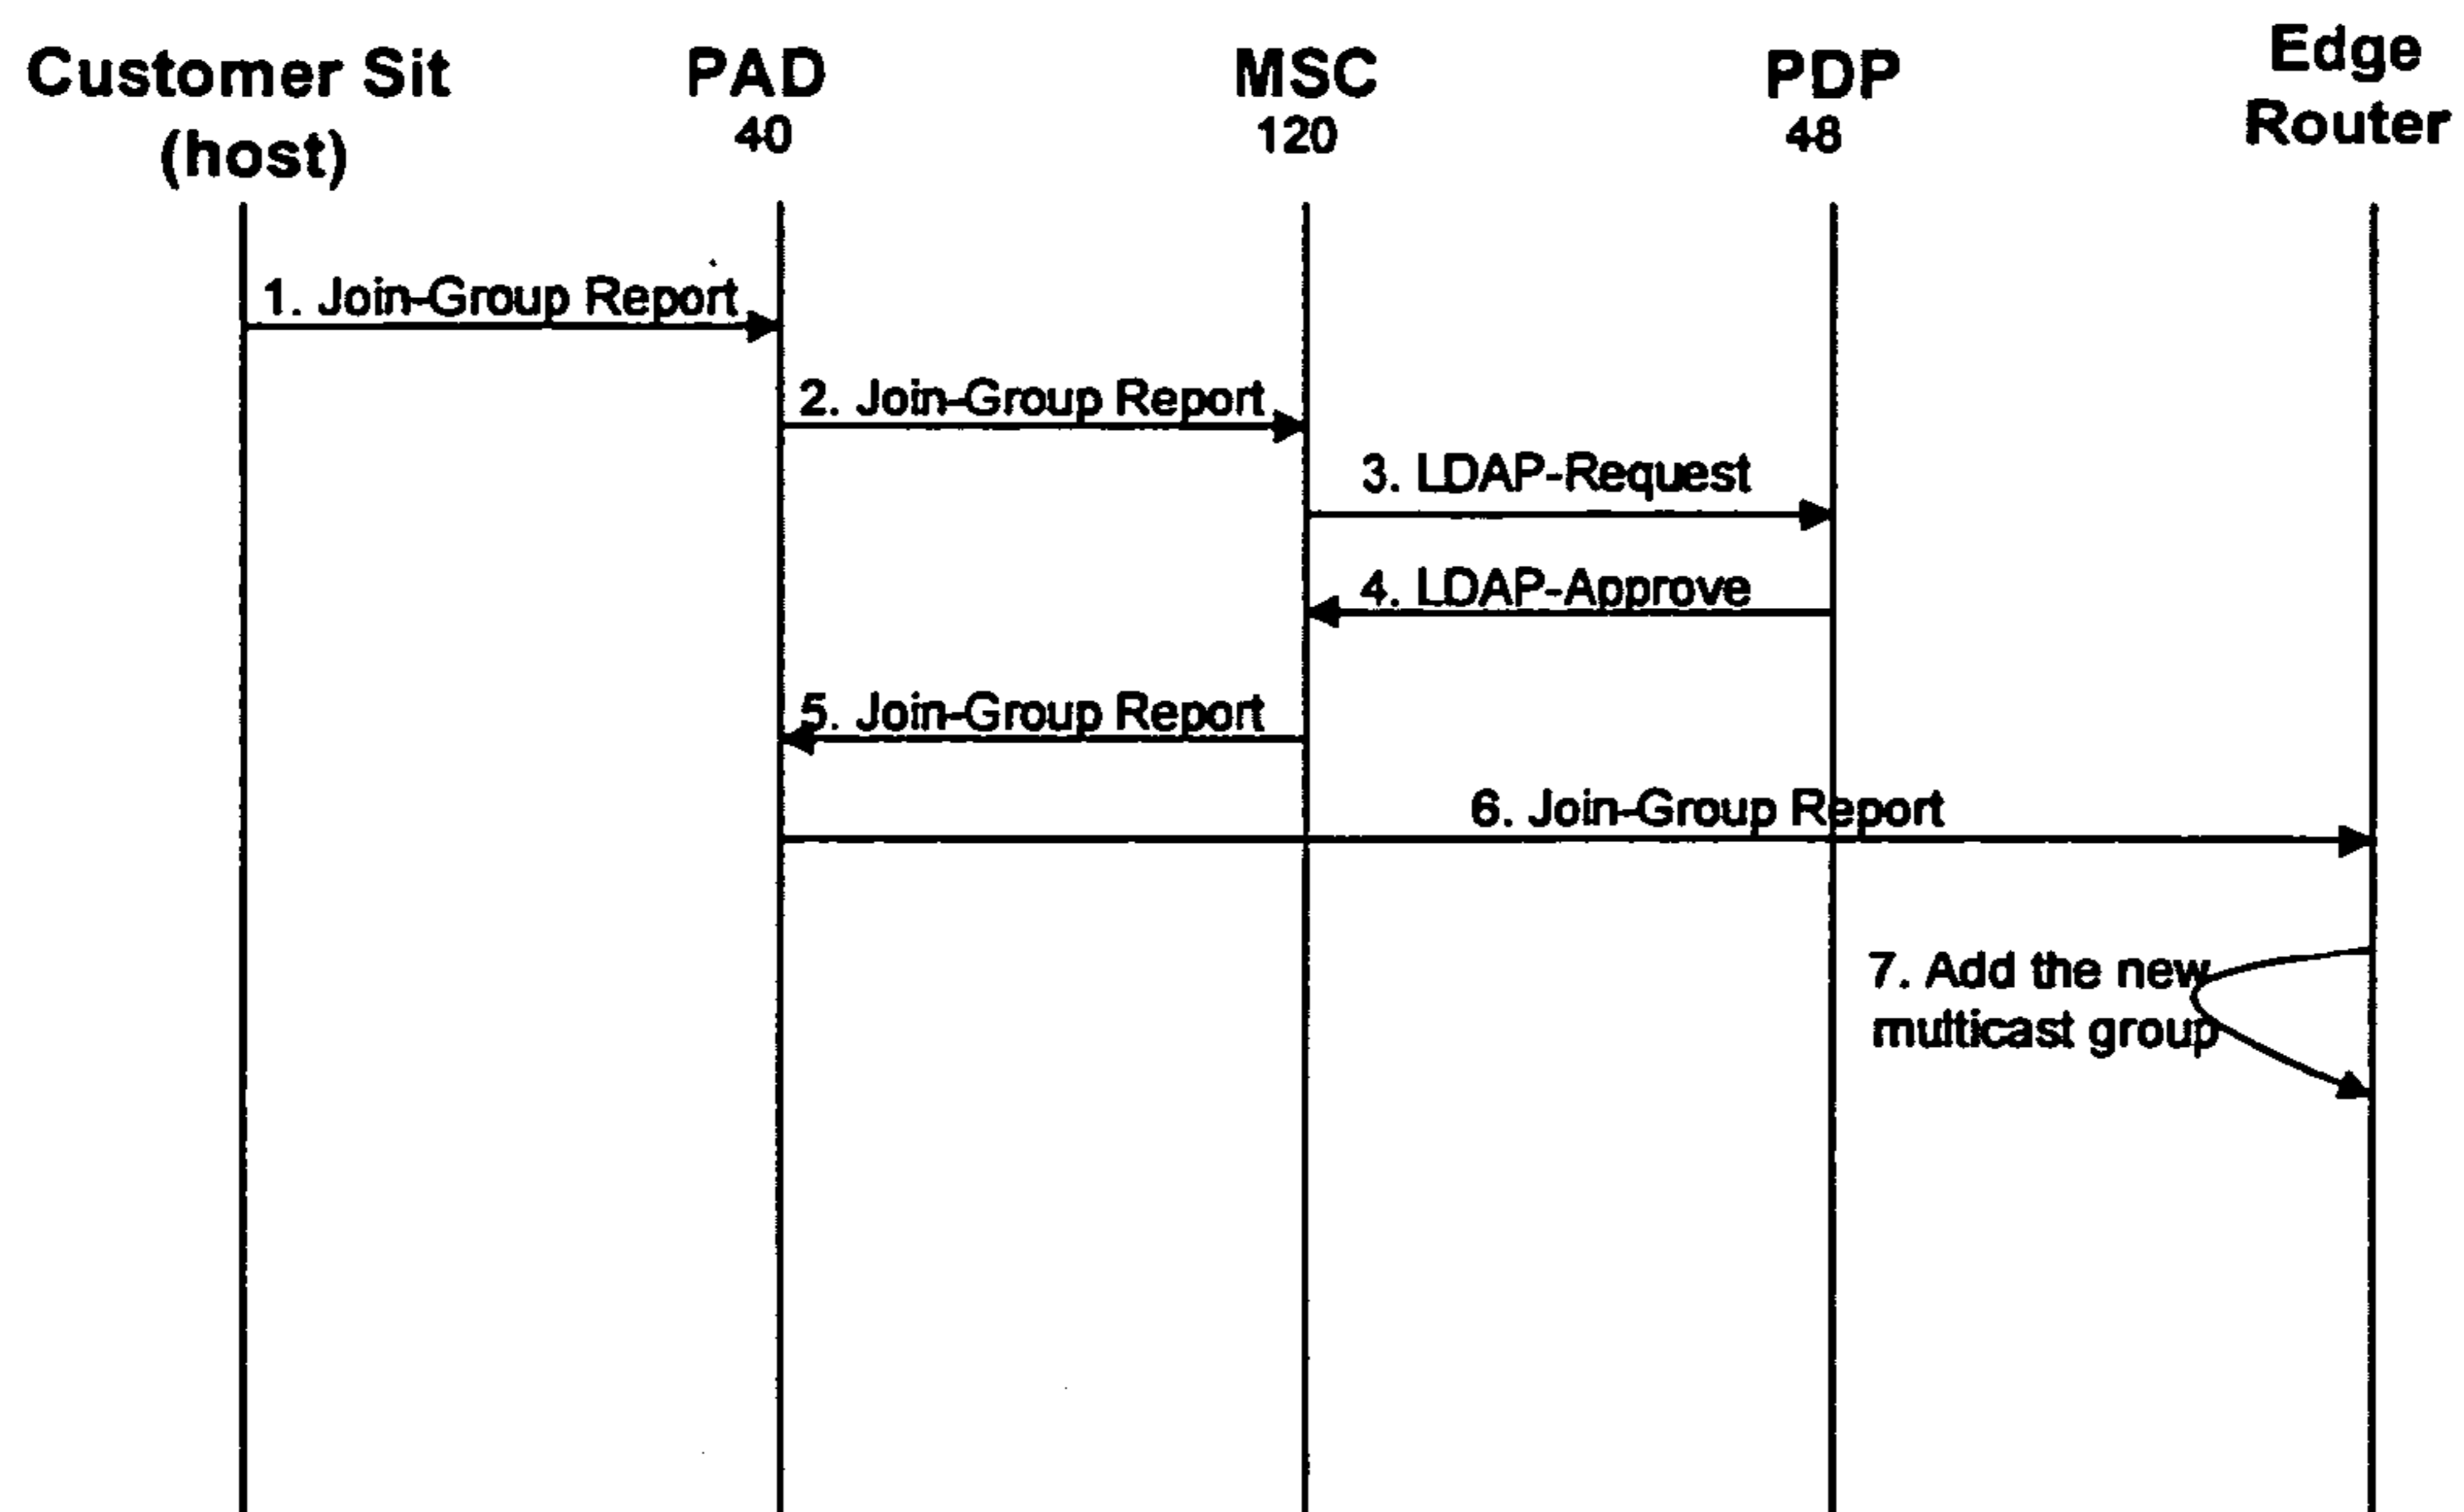 Customer Sit
(host)
PAD
40
MSC
120
PDP
48
Edge
Router
1. Join-Group Report
2. Join-Group Report
3. LDAP-Request
4. LDAP-Approve
5. Join-Group Report
6. Join-Group Report
7. Add the new
multicast group